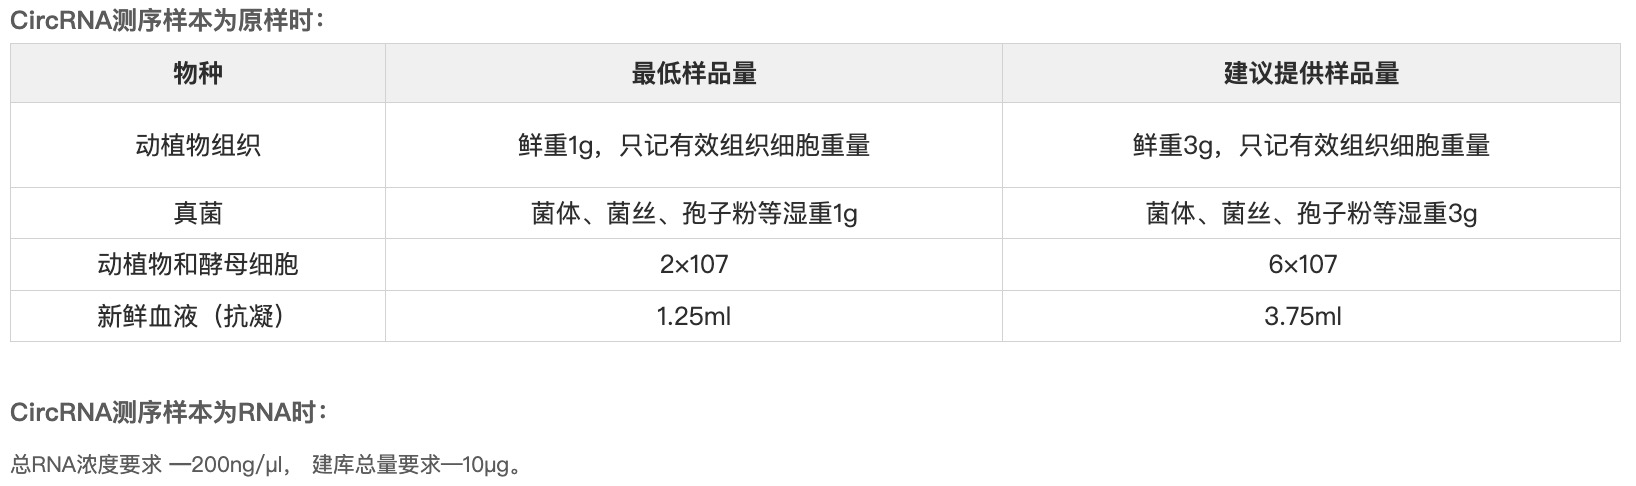 CircRNA测序样本为原样时：
物种 最低样品量 建议提供样品量
动植物组织 鲜重1g，只记有效组织细胞重量 鲜重3g，只记有效组织细胞重量
真菌 菌体、菌丝、孢子粉等湿重1g 菌体、菌丝、孢子粉等湿重3g
动植物和酵母细胞 2×107 6×107
新鲜血液（抗凝） 1.25ml 3.75ml
CircRNA测序样本为RNA时：
总RNA浓度要求 —200ng/μl， 建库总量要求—10μg。